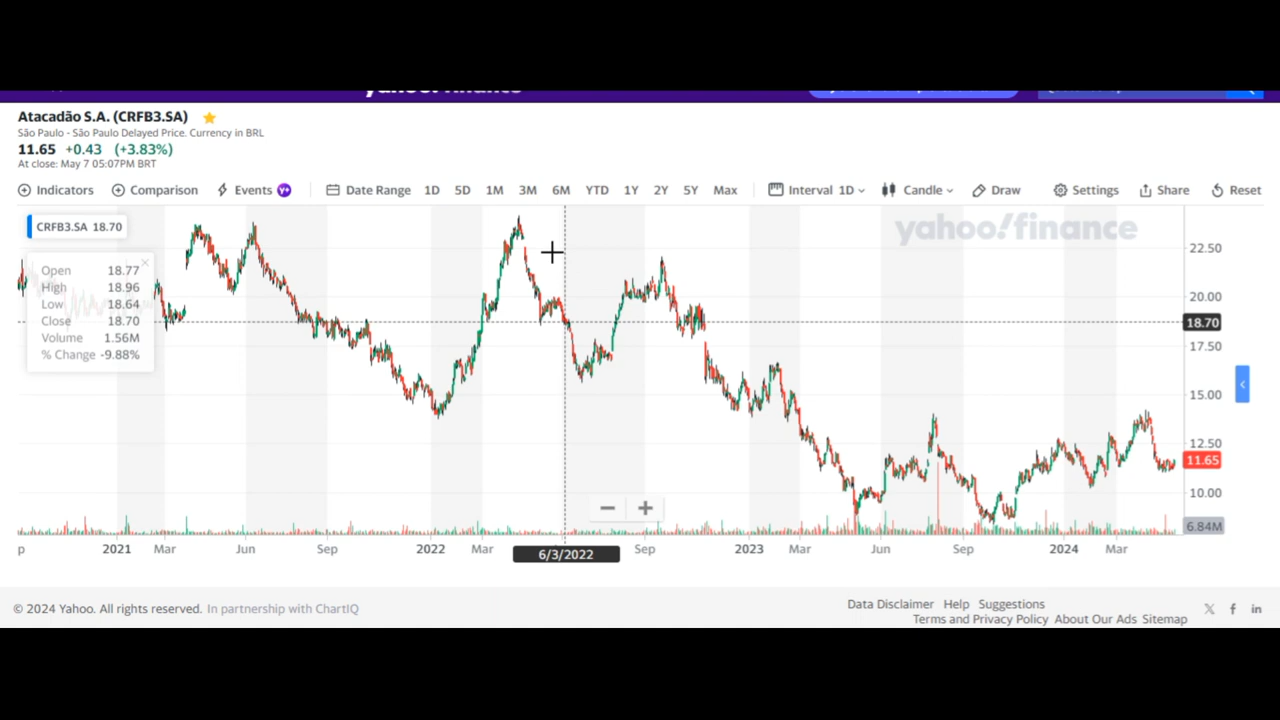 Atacadão S.A. (CRFB3.SA)
São Paulo - São Paulo Delayed Price. Currency in BRL
11.65 +0.43 (+3.83%)
At close: May 7 05:07PM BRT
Indicators Comparison Events Y+ Date Range 1D 5D 1M 3M 6M YTD 1Y 2Y 5Y Max Interval 1D Candle Draw Settings Share Reset
CRFB3.SA 18.70
yahoo!finance
Open 18.77
High 18.96
Low 18.64
Close 18.70
Volume 1.56M
% Change -9.88%
22.50
20.00
18.70
17.50
15.00
12.50
11.65
10.00
6.84M
p 2021 Mar Jun Sep 2022 Mar 6/3/2022 Sep 2023 Mar Jun Sep 2024 Mar
© 2024 Yahoo. All rights reserved. In partnership with ChartIQ
Data Disclaimer Help Suggestions
Terms and Privacy Policy About Our Ads Sitemap